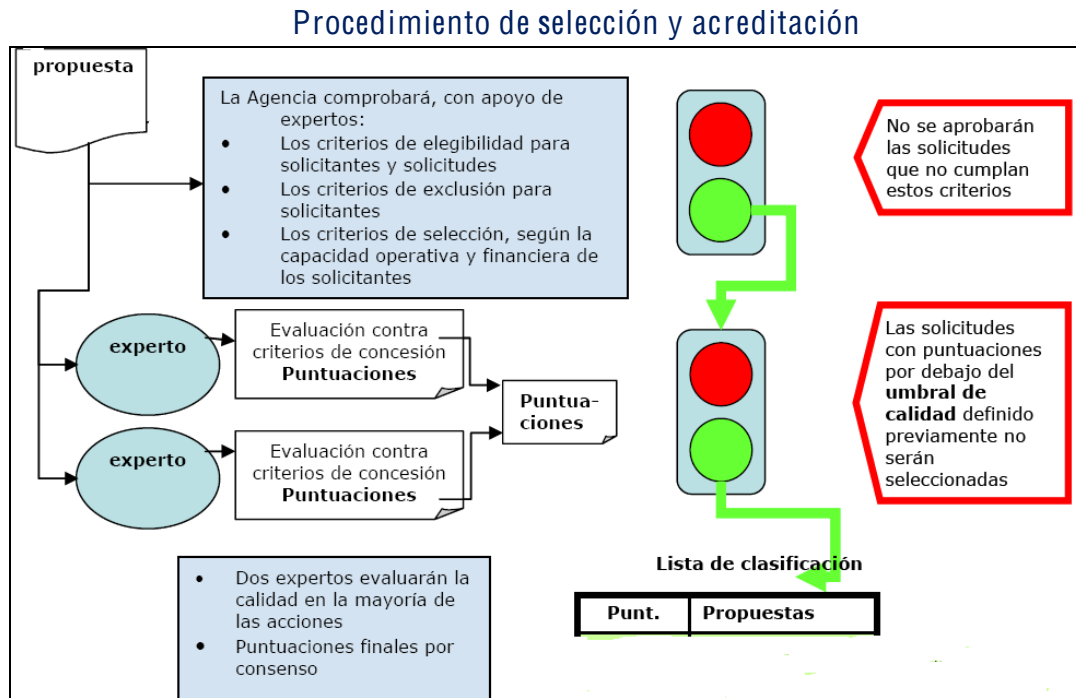 Procedimiento de selección y acreditación
propuesta
La Agencia comprobará, con apoyo de
expertos:
• Los criterios de elegibilidad para
solicitantes y solicitudes
• Los criterios de exclusión para
solicitantes
• Los criterios de selección, según la
capacidad operativa y financiera de
los solicitantes
No se aprobarán
las solicitudes
que no cumplan
estos criterios
experto
Evaluación contra
criterios de concesión
Puntuaciones
experto
Evaluación contra
criterios de concesión
Puntuaciones
Puntua-
ciones
Las solicitudes
con puntuaciones
por debajo del
umbral de
calidad definido
previamente no
serán
seleccionadas
• Dos expertos evaluarán la
calidad en la mayoría de
las acciones
• Puntuaciones finales por
consenso
Lista de clasificación
Punt. Propuestas